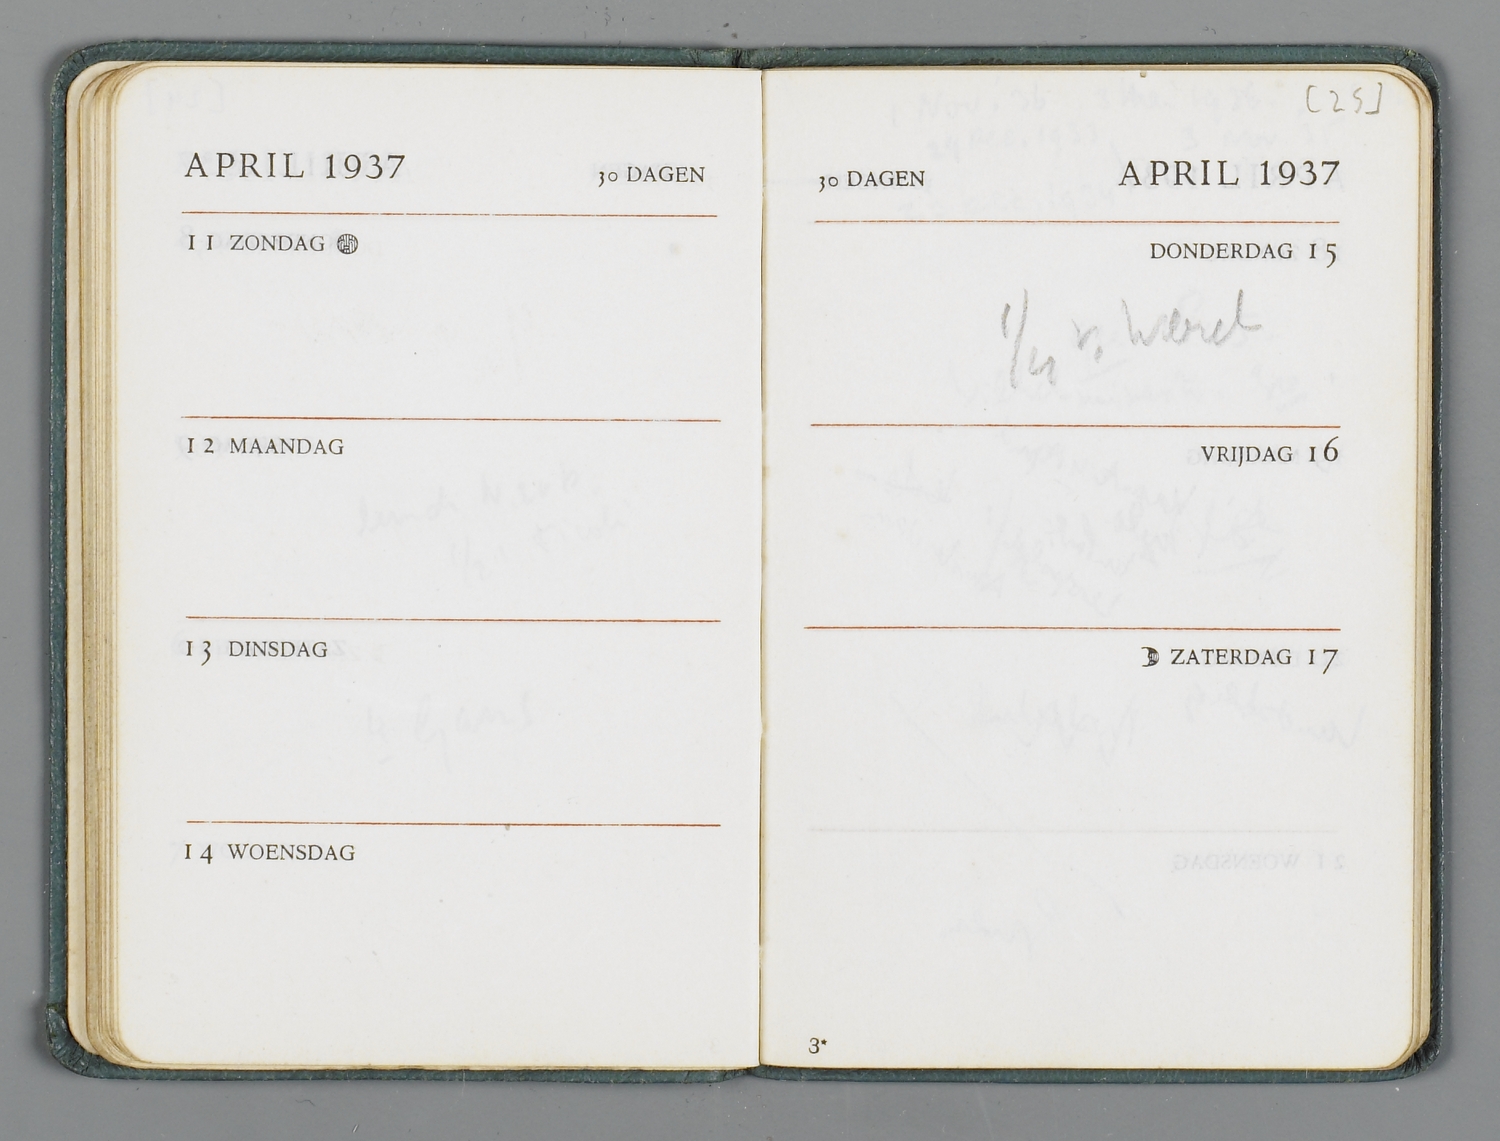 APRIL 1937 30 DAGEN
11 ZONDAG
12 MAANDAG
13 DINSDAG
14 WOENSDAG
[25]
30 DAGEN APRIL 1937
DONDERDAG 15
VRIJDAG 16
ZATERDAG 17
3*